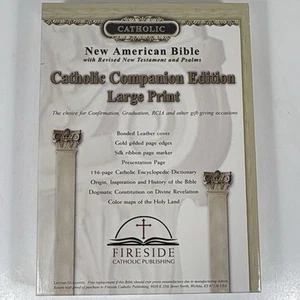 CATHOLIC
New American Bible
with Revised New Testament and Psalms
Catholic Companion Edition
Large Print
The choice for Confirmation, Graduation, RCIA and other gift-giving occasions
Bonded Leather cover
Gold gilded page edges
Silk ribbon page marker
Presentation Page
116-page Catholic Encyclopedic Dictionary
Origin, Inspiration and History of the Bible
Dogmatic Constitution on Divine Revelation
Color maps of the Holy Land
FIRESIDE
CATHOLIC PUBLISHING